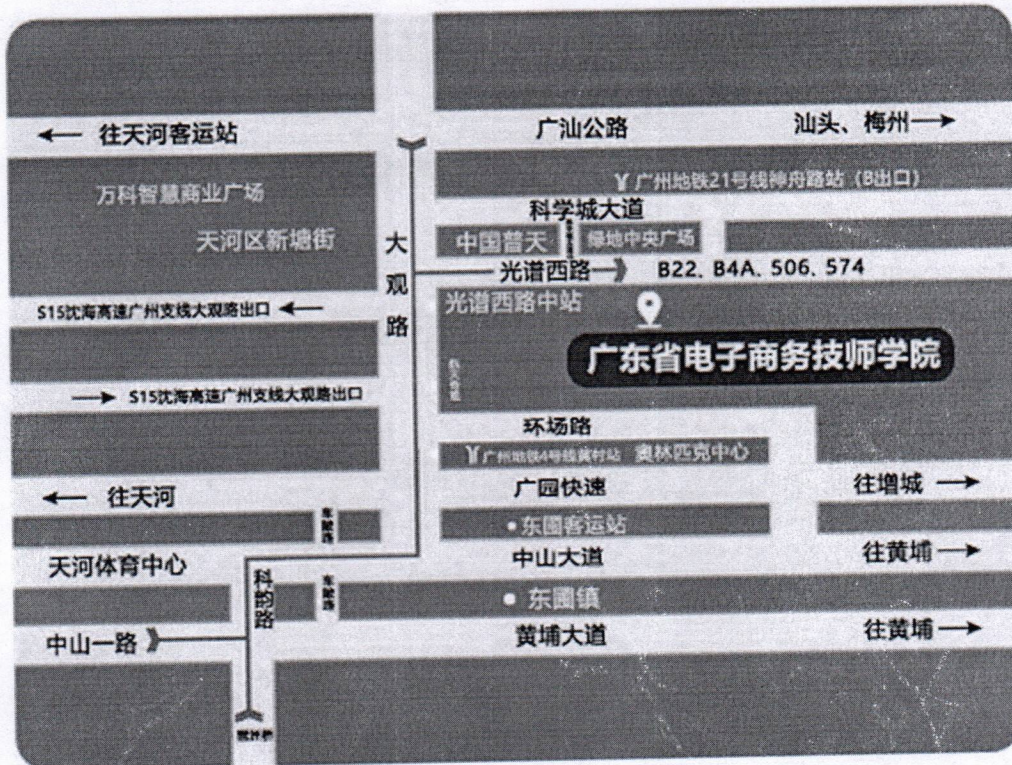 往天河客运站
广汕公路
汕头、梅州
广州地铁21号线神舟路站（B出口）
万科智慧商业广场
科学城大道
天河区新塘街
中国普天
绿地中央广场
大观路
光谱西路
B22、B4A、506、574
光谱西路中站
S15沈海高速广州支线大观路出口
广东省电子商务技师学院
S15沈海高速广州支线大观路出口
环场路
广州地铁4号线黄村站
奥林匹克中心
往天河
广园快速
往增城
东圃客运站
天河体育中心
中山大道
往黄埔
科韵路
东圃镇
中山一路
黄埔大道
往黄埔